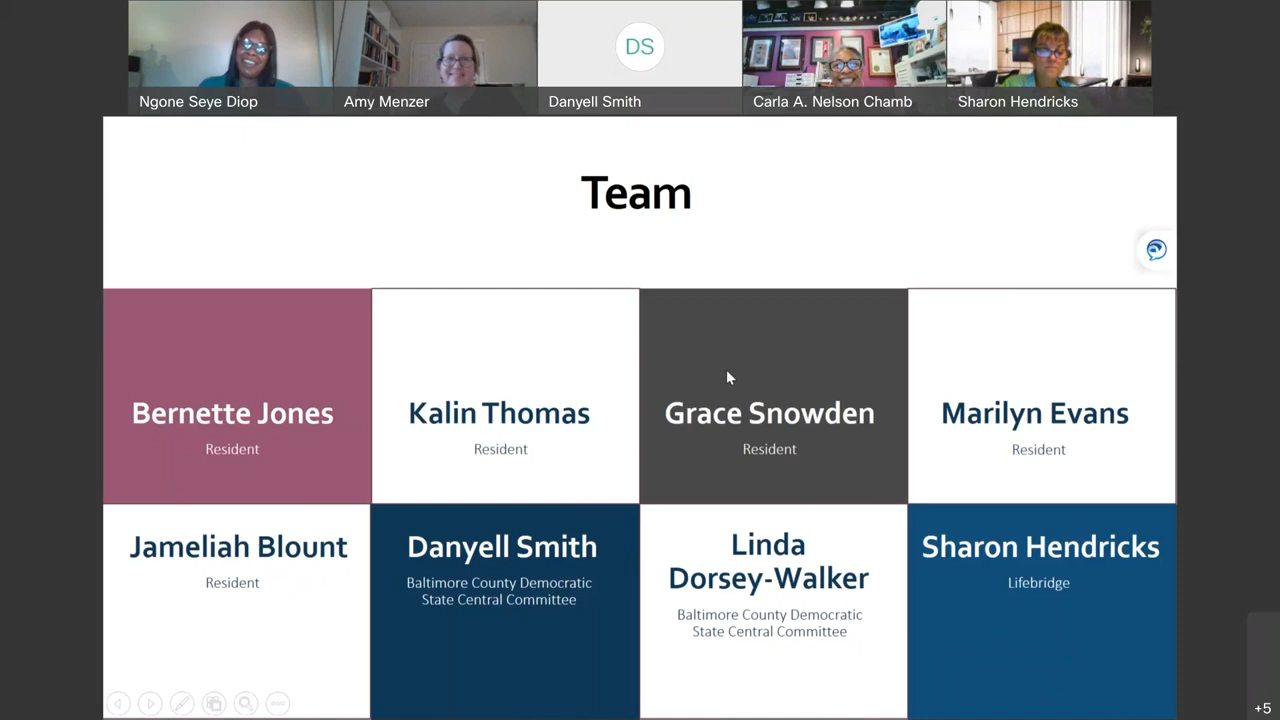 DS
Ngone Seye Diop
Amy Menzer
Danyell Smith
Carla A. Nelson Chamb
Sharon Hendricks
Team
Bernette Jones
Resident
Kalin Thomas
Resident
Grace Snowden
Resident
Marilyn Evans
Resident
Jameliah Blount
Resident
Danyell Smith
Baltimore County Democratic
State Central Committee
Linda
Dorsey-Walker
Baltimore County Democratic
State Central Committee
Sharon Hendricks
Lifebridge
+5